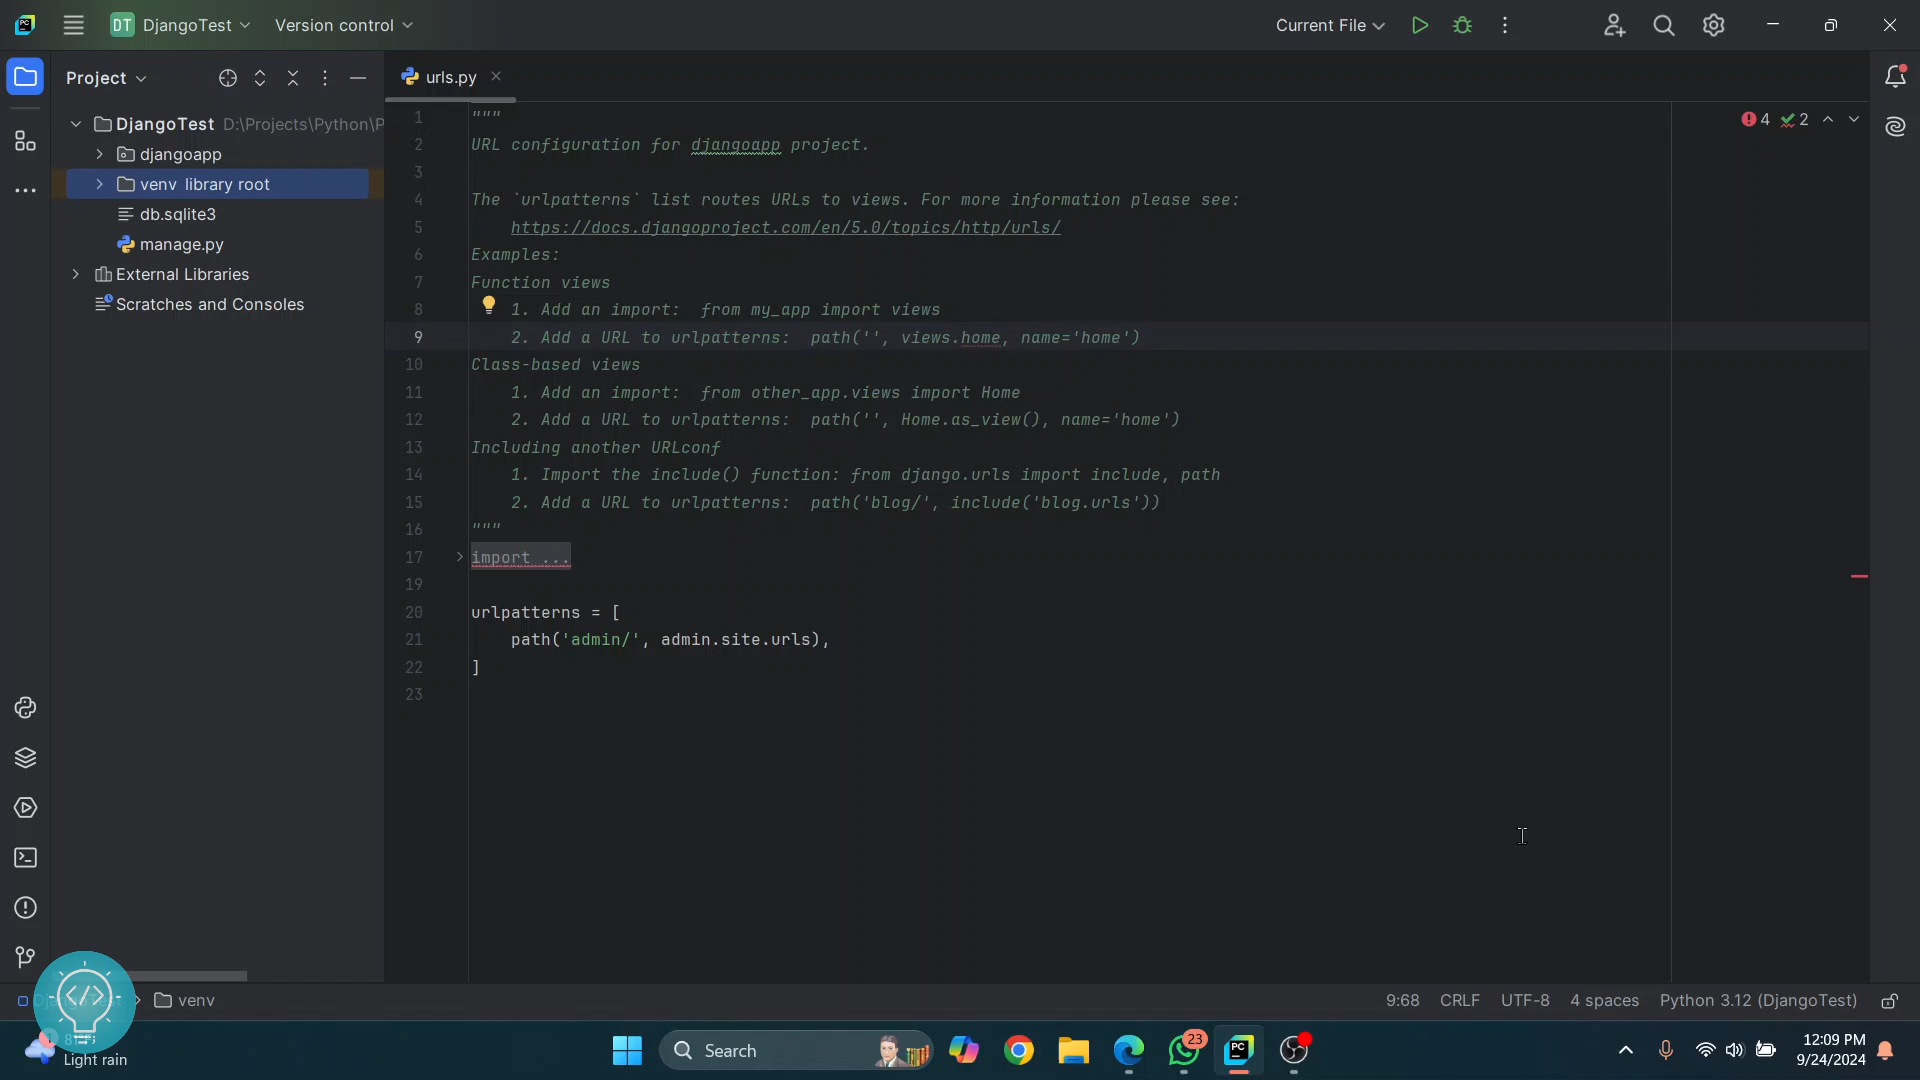 PC
DT DjangoTest Version control Current File
Project
urls.py
DjangoTest D:\Projects\Python\P
djangoapp
venv library root
db.sqlite3
manage.py
External Libraries
Scratches and Consoles
4 2
1 """
2 URL configuration for djangoapp project.
3
4 The `urlpatterns` list routes URLs to views. For more information please see:
5 https://docs.djangoproject.com/en/5.0/topics/http/urls/
6 Examples:
7 Function views
8 1. Add an import:  from my_app import views
9 2. Add a URL to urlpatterns:  path('', views.home, name='home')
10 Class-based views
11 1. Add an import:  from other_app.views import Home
12 2. Add a URL to urlpatterns:  path('', Home.as_view(), name='home')
13 Including another URLconf
14 1. Import the include() function: from django.urls import include, path
15 2. Add a URL to urlpatterns:  path('blog/', include('blog.urls'))
16 """
17 import ...
19
20 urlpatterns = [
21 path('admin/', admin.site.urls),
22 ]
23
venv
9:68 CRLF UTF-8 4 spaces Python 3.12 (DjangoTest)
Light rain
Search
23
PC
12:09 PM
9/24/2024